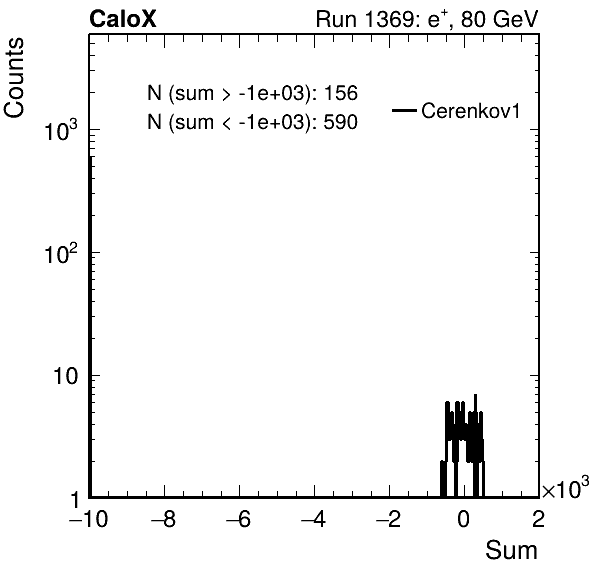 CaloX Run 1369: e⁺, 80 GeV
Counts
N (sum > -1e+03): 156
N (sum < -1e+03): 590
Cerenkov1
10³
10²
10
1
−10 −8 −6 −4 −2 0 2
×10³
Sum